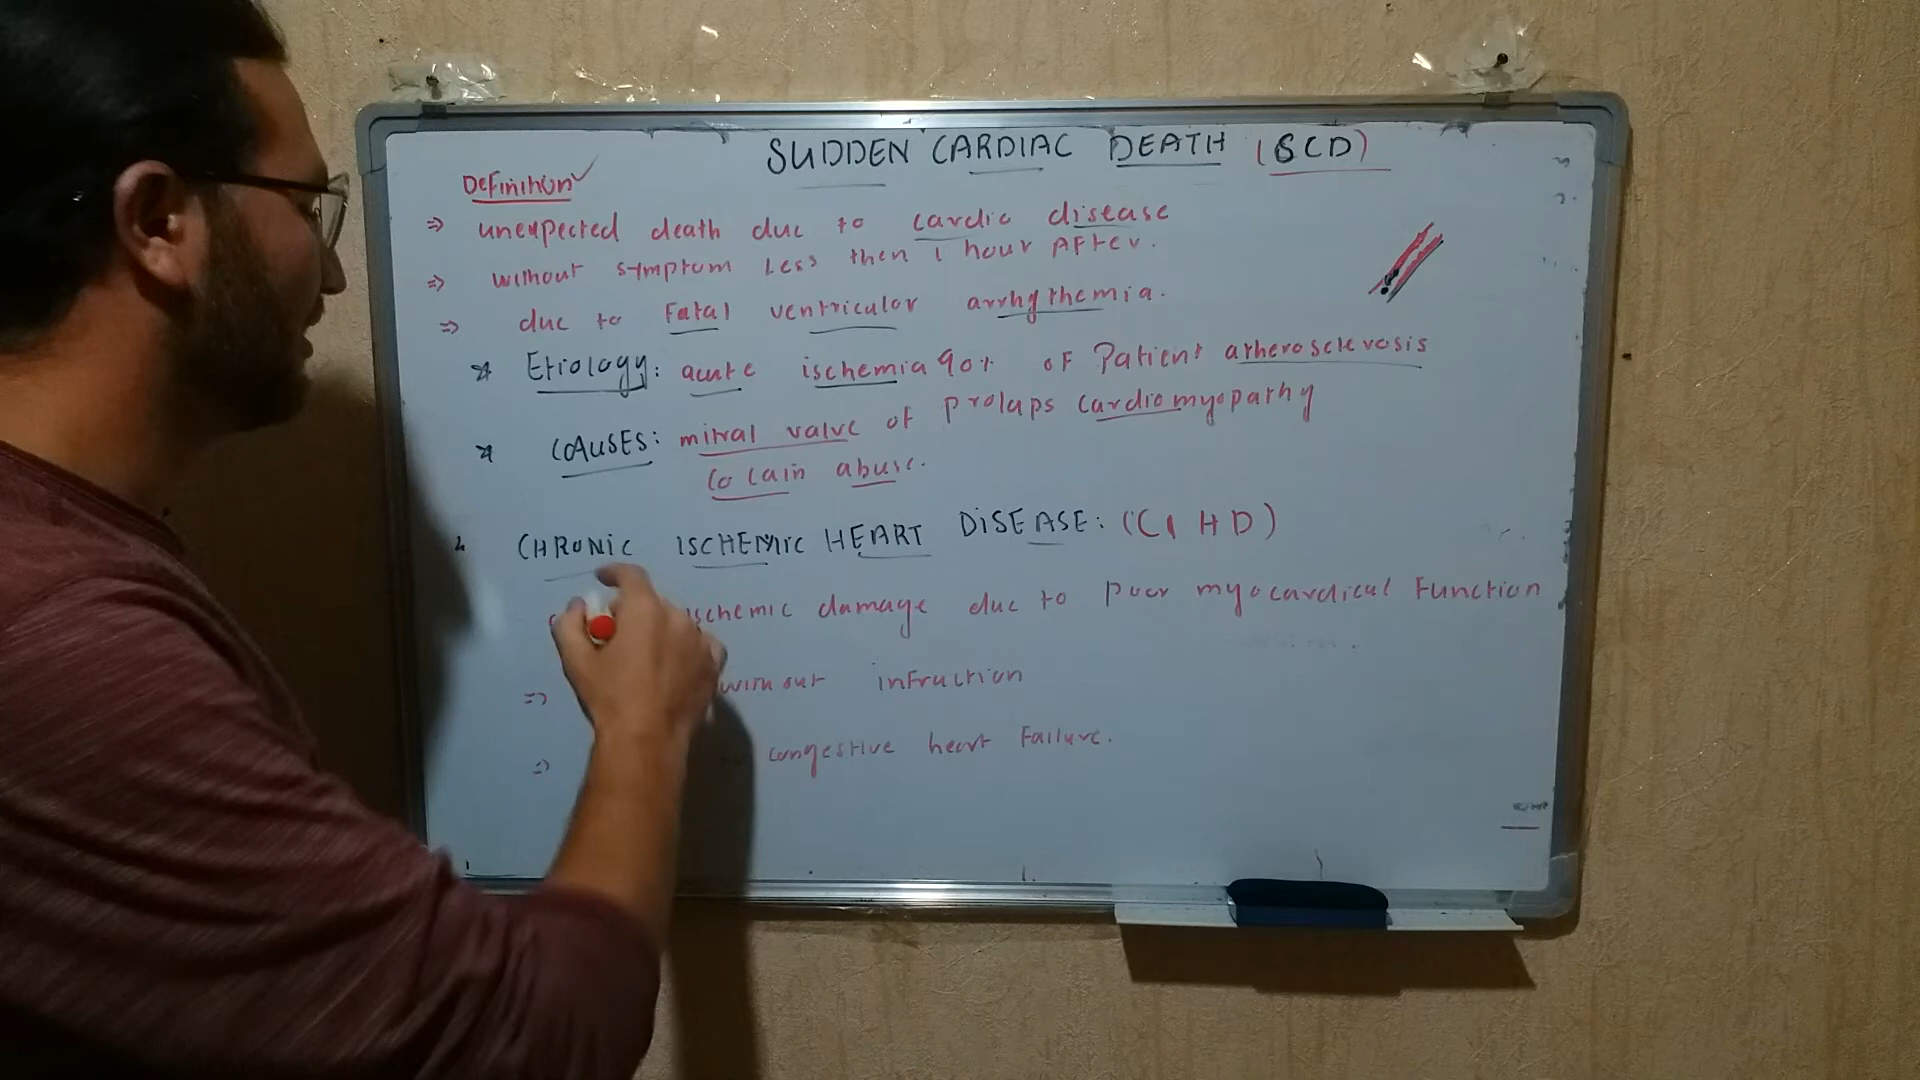 SUDDEN CARDIAC DEATH (SCD)
Definition
⇒ unexpected death due to cardic disease
⇒ without symptom Less then 1 hour After.
⇒ due to Fatal ventricular arrhythemia.
Etiology: acute ischemia 90% of Patient atherosclerosis
CAUSES: mitral valve of prolaps cardiomyopathy
Cocain abuse.
CHRONIC ISCHEMIC HEART DISEASE: (CIHD)
ischemic damage due to poor myocardical Function
⇒ without infruction
⇒ congestive heart Failure.